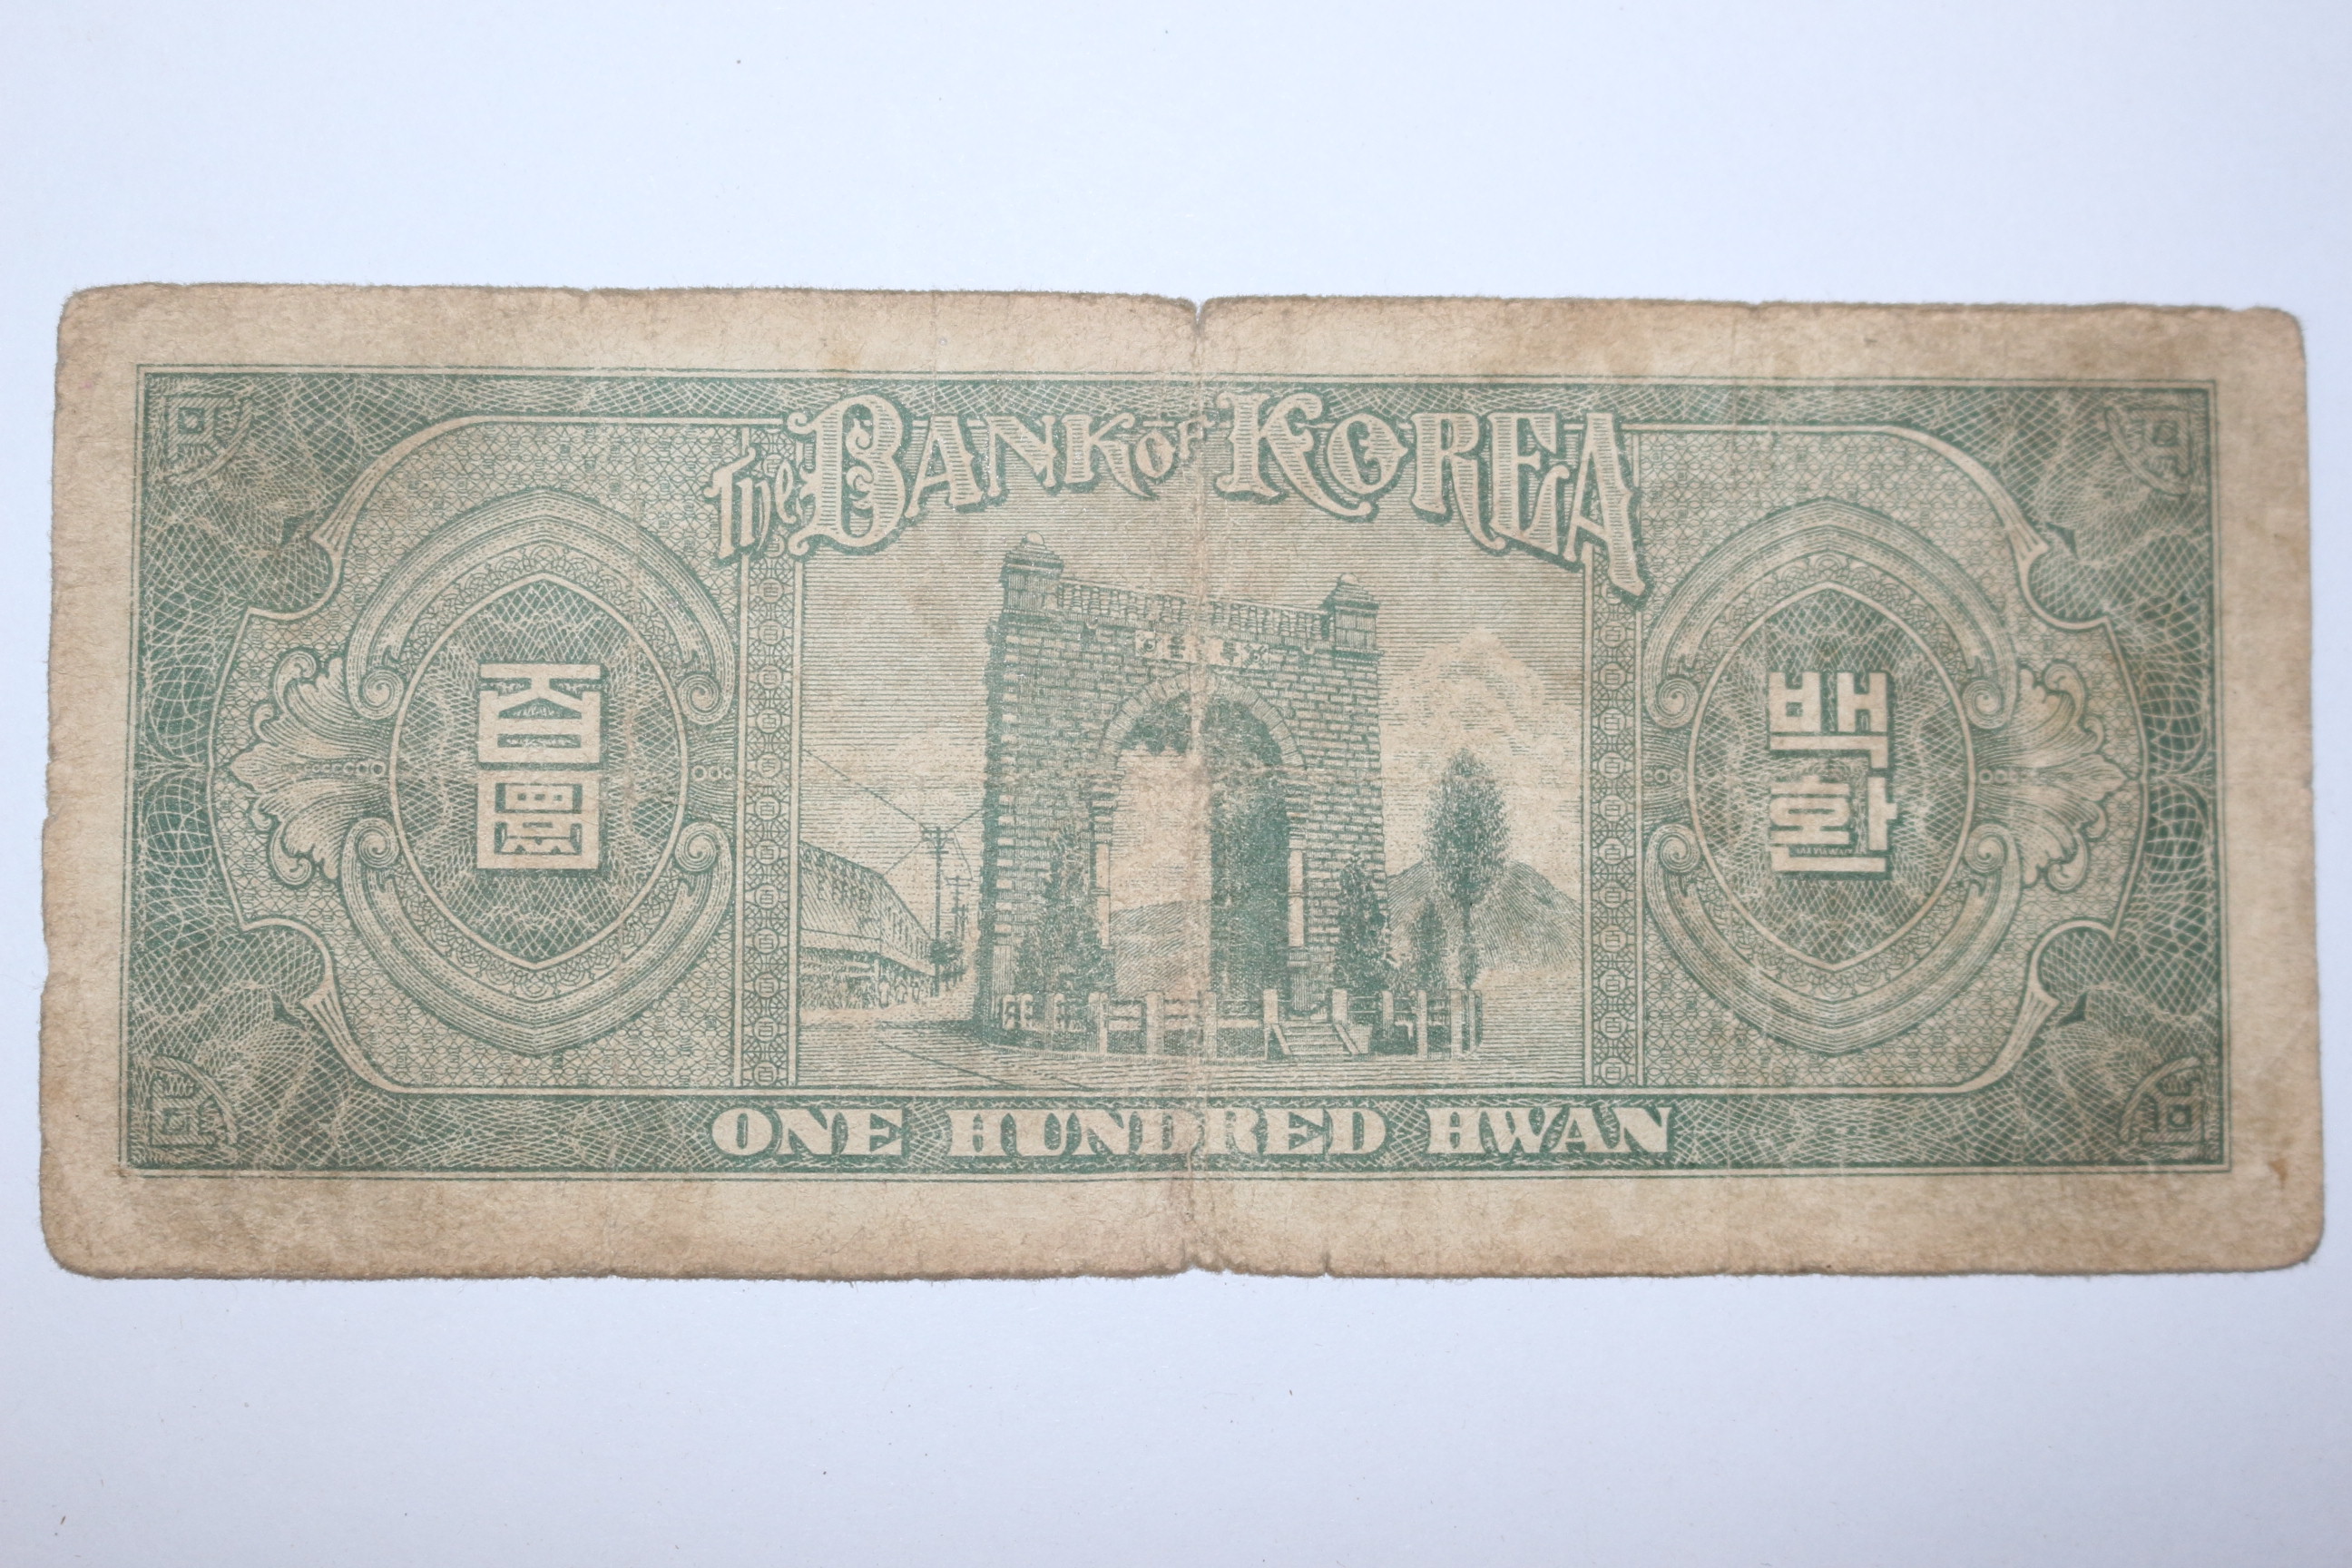 The BANK OF KOREA
百圜
백환
ONE HUNDRED HWAN